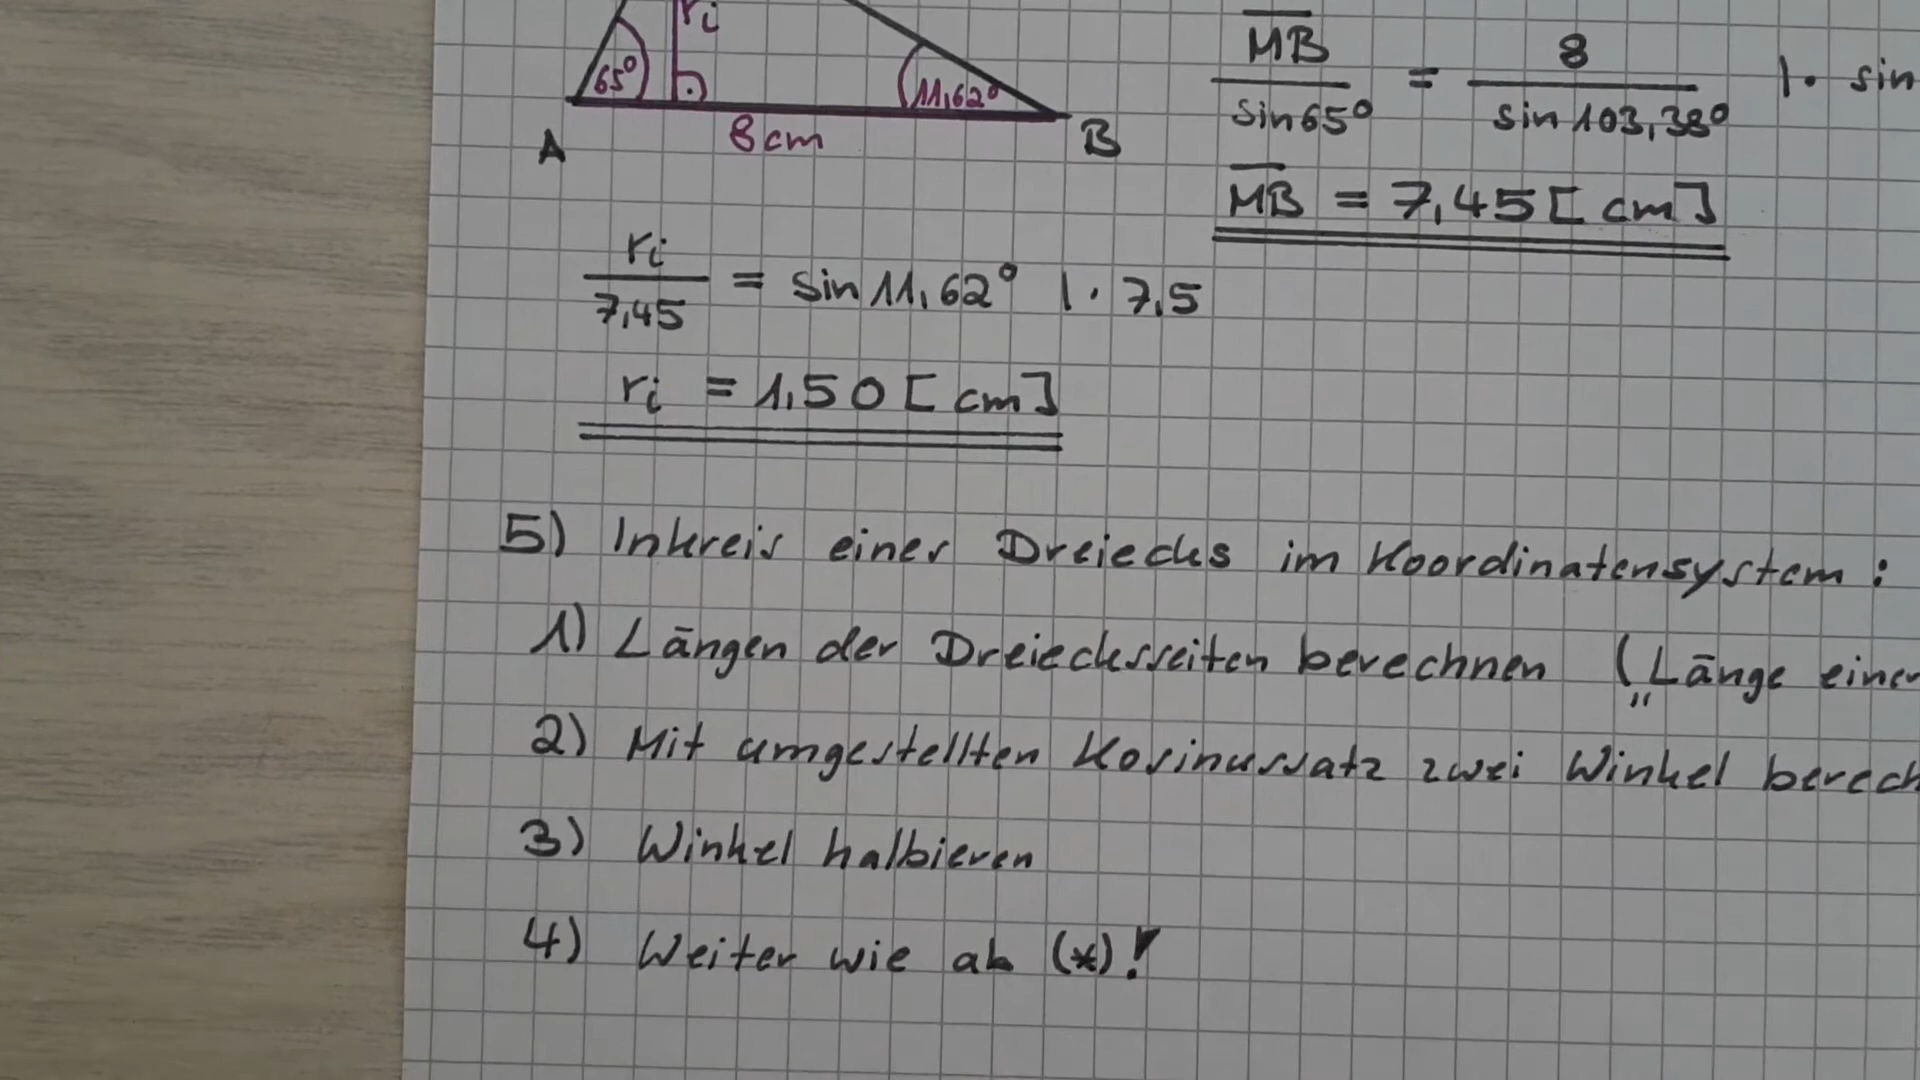 ri
65°
11,62°
8cm
A
B
MB / sin65° = 8 / sin103,38° | · sin
MB = 7,45 [cm]
ri / 7,45 = sin11,62° | · 7,5
ri = 1,50 [cm]
5) Inkreis eines Dreiecks im Koordinatensystem:
1) Längen der Dreiecksseiten berechnen („Länge einer
2) Mit umgestellten Kosinussatz zwei Winkel berech
3) Winkel halbieren
4) Weiter wie ab (*)!